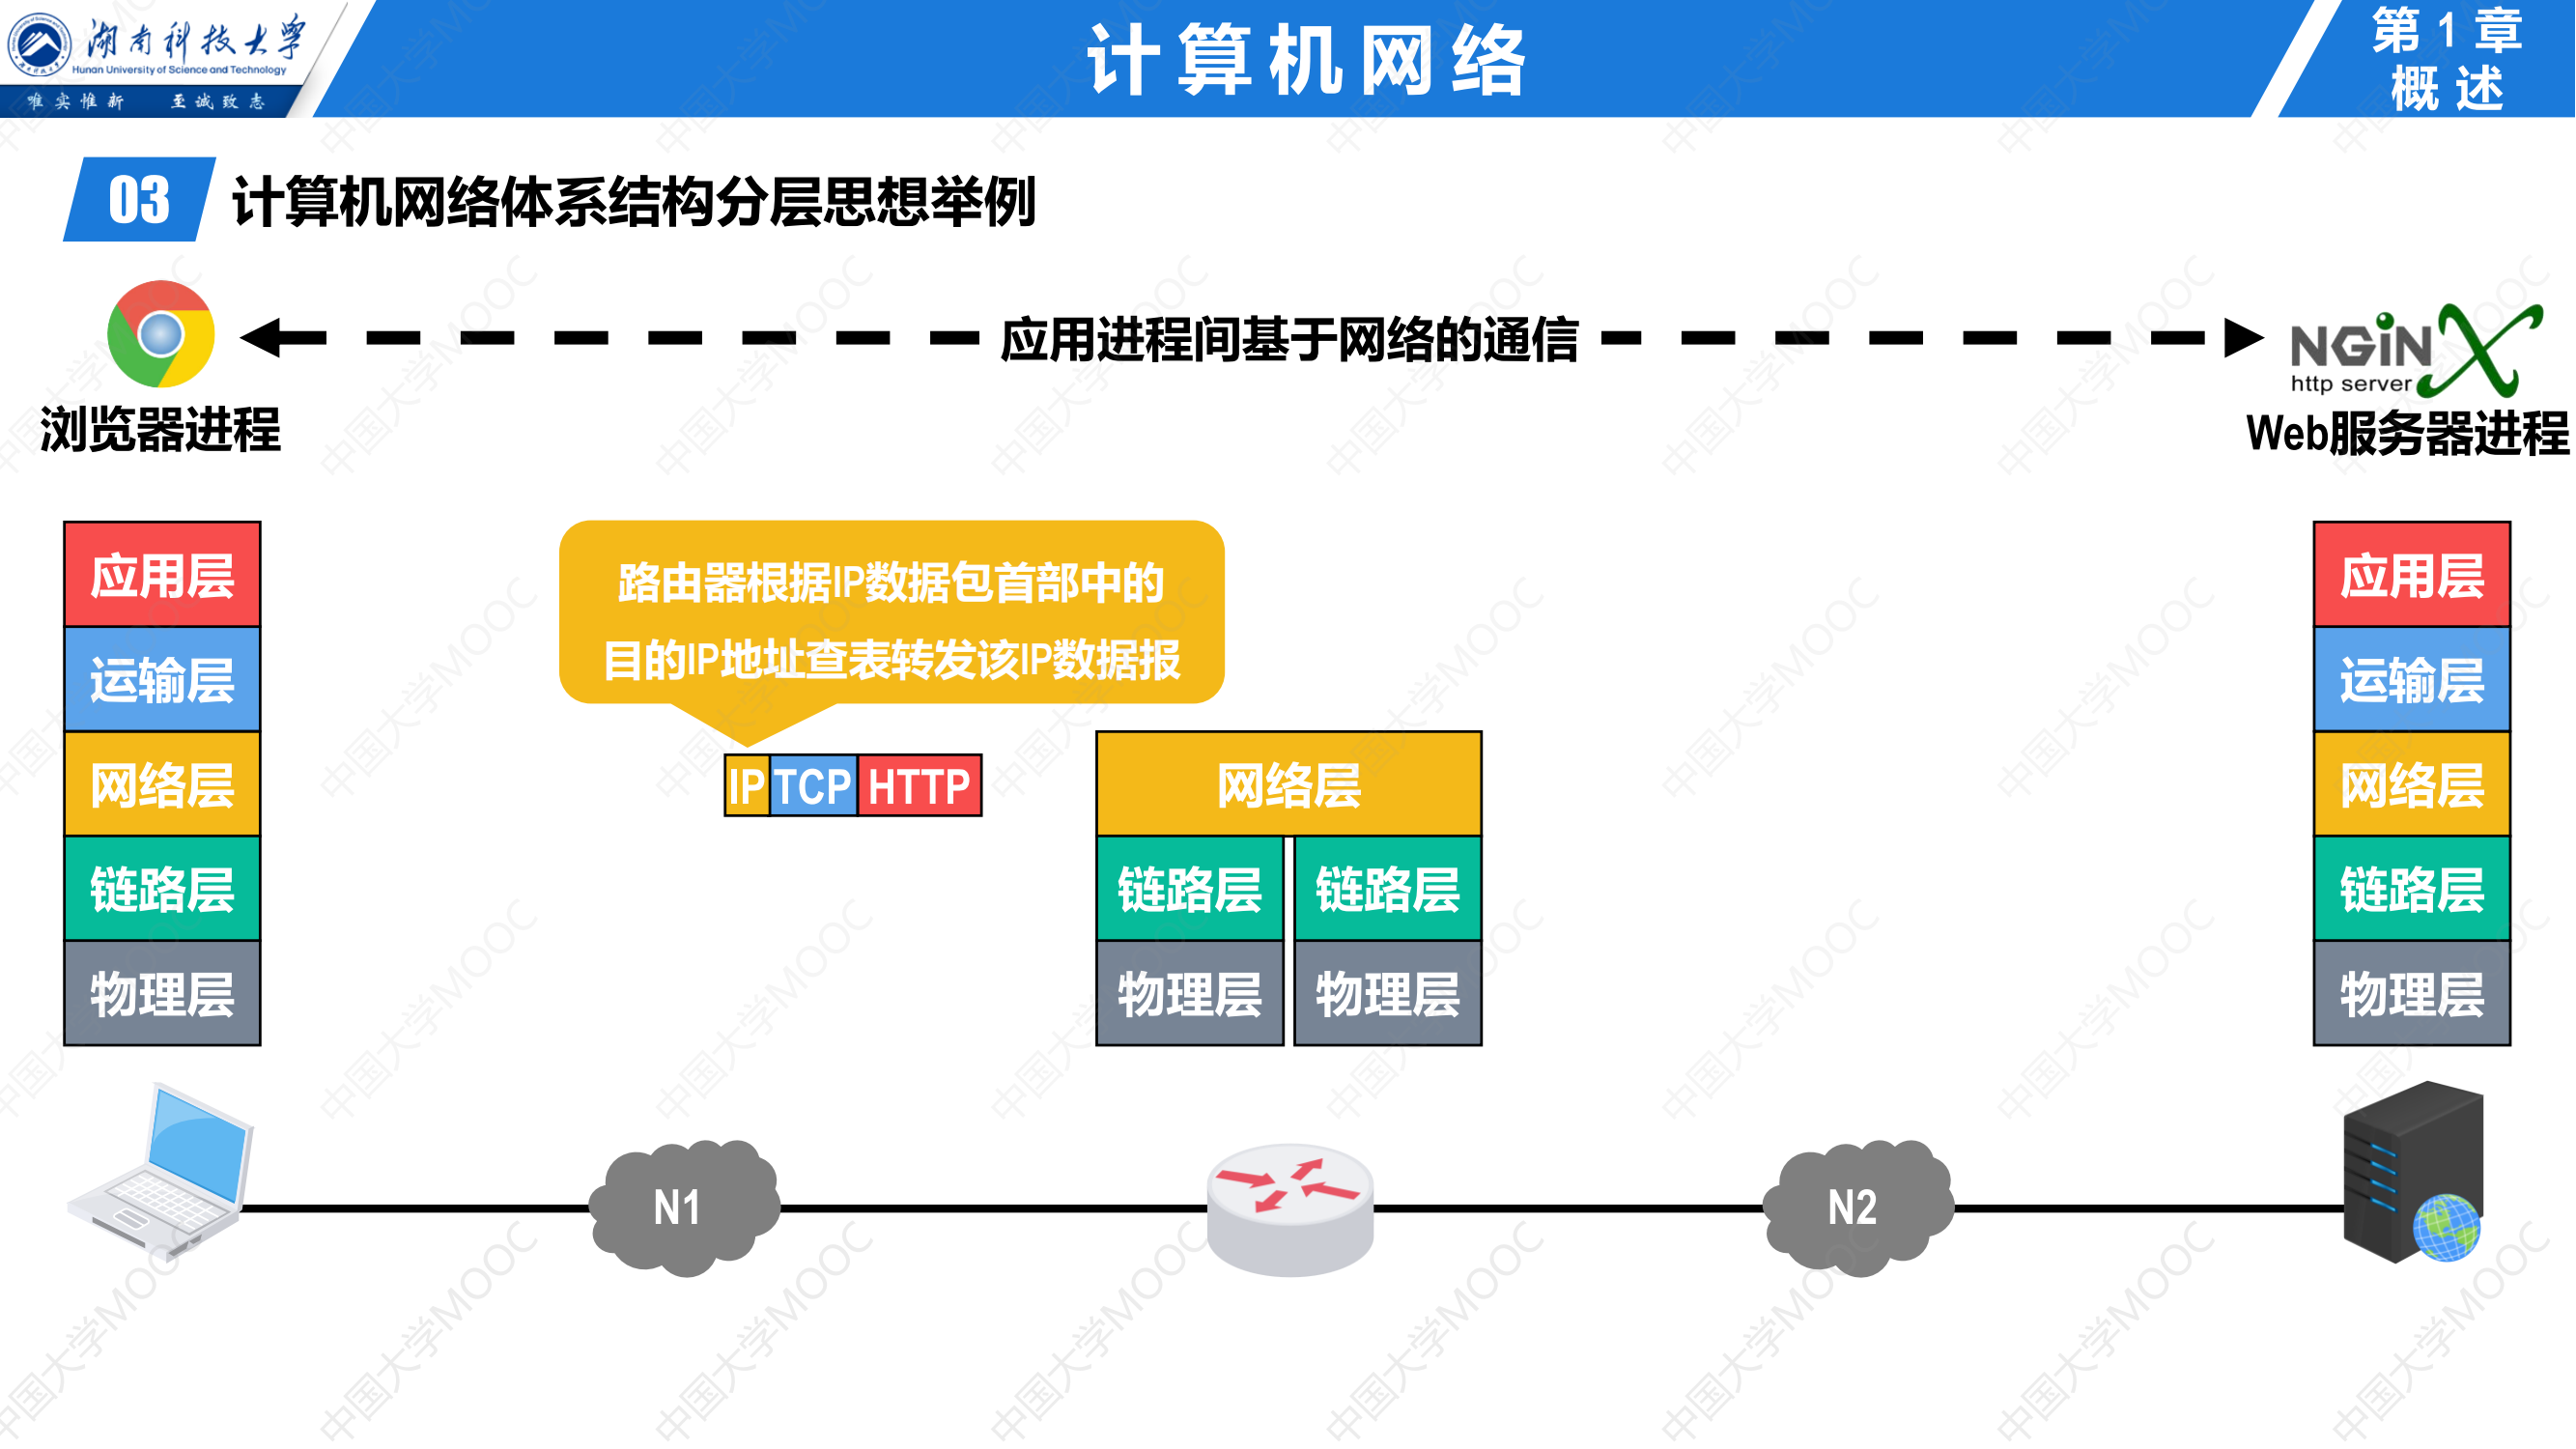 湖南科技大学
Hunan University of Science and Technology
唯实惟新 至诚致志
计算机网络
第1章
概述
03 计算机网络体系结构分层思想举例
应用进程间基于网络的通信
NGiNX
http server
浏览器进程
Web服务器进程
应用层
运输层
网络层
链路层
物理层
路由器根据IP数据包首部中的
目的IP地址查表转发该IP数据报
IP TCP HTTP
网络层
链路层 链路层
物理层 物理层
应用层
运输层
网络层
链路层
物理层
N1
N2
中国大学MOOC